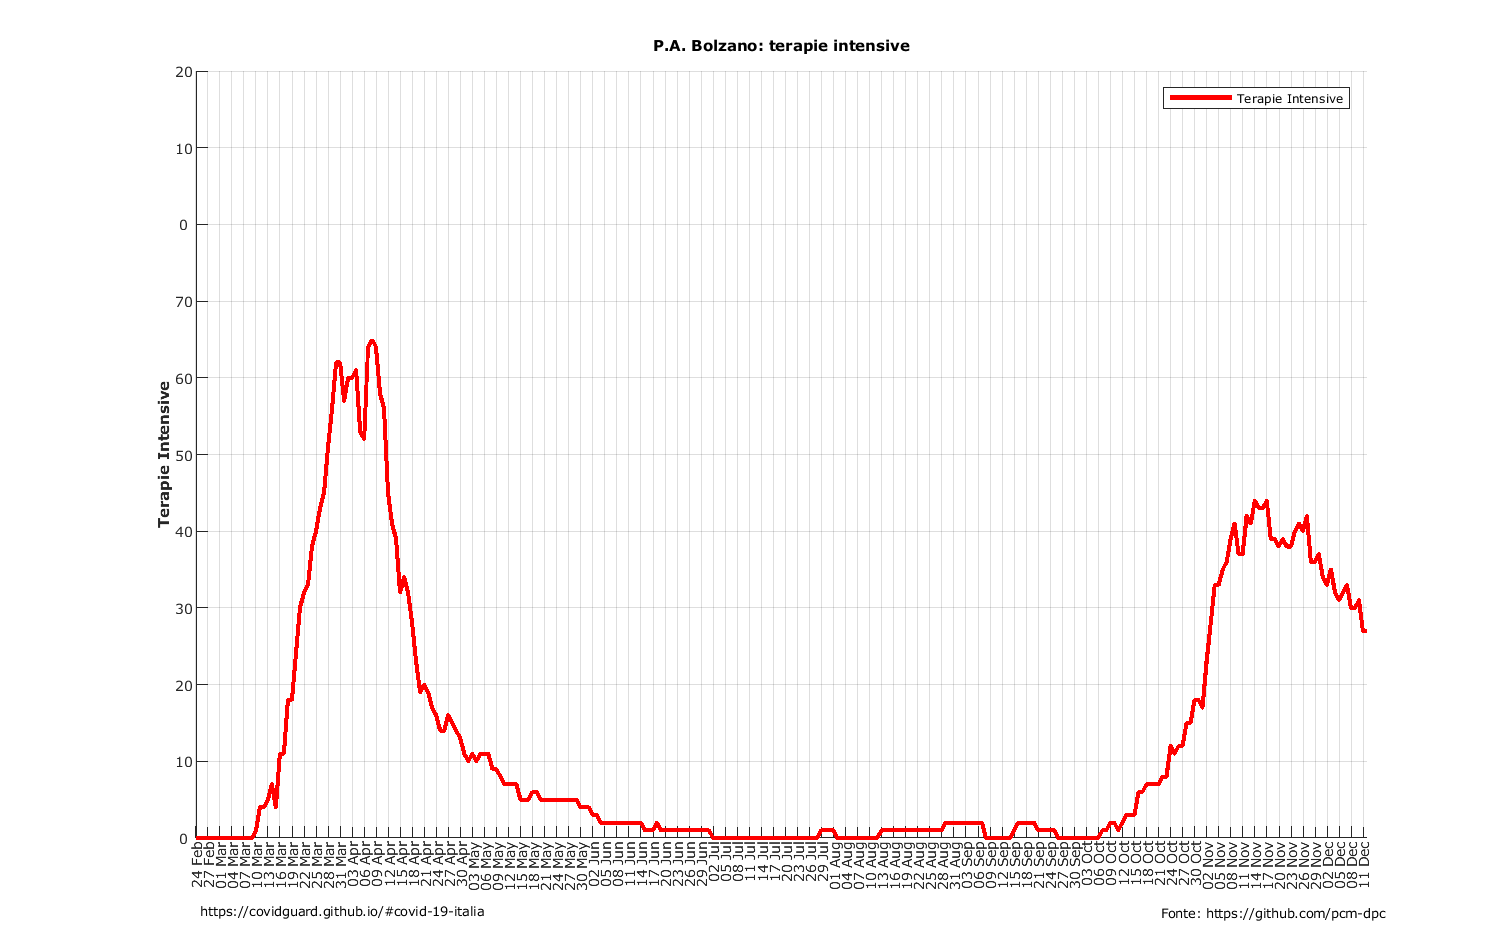 P.A. Bolzano: terapie intensive
Terapie Intensive
20
10
0
70
60
50
40
30
20
10
0
Terapie Intensive
24 Feb
27 Feb
01 Mar
04 Mar
07 Mar
10 Mar
13 Mar
16 Mar
19 Mar
22 Mar
25 Mar
28 Mar
31 Mar
03 Apr
06 Apr
09 Apr
12 Apr
15 Apr
18 Apr
21 Apr
24 Apr
27 Apr
30 Apr
03 May
06 May
09 May
12 May
15 May
18 May
21 May
24 May
27 May
30 May
02 Jun
05 Jun
08 Jun
11 Jun
14 Jun
17 Jun
20 Jun
23 Jun
26 Jun
29 Jun
02 Jul
05 Jul
08 Jul
11 Jul
14 Jul
17 Jul
20 Jul
23 Jul
26 Jul
29 Jul
01 Aug
04 Aug
07 Aug
10 Aug
13 Aug
16 Aug
19 Aug
22 Aug
25 Aug
28 Aug
31 Aug
03 Sep
06 Sep
09 Sep
12 Sep
15 Sep
18 Sep
21 Sep
24 Sep
27 Sep
30 Sep
03 Oct
06 Oct
09 Oct
12 Oct
15 Oct
18 Oct
21 Oct
24 Oct
27 Oct
30 Oct
02 Nov
05 Nov
08 Nov
11 Nov
14 Nov
17 Nov
20 Nov
23 Nov
26 Nov
29 Nov
02 Dec
05 Dec
08 Dec
11 Dec
https://covidguard.github.io/#covid-19-italia
Fonte: https://github.com/pcm-dpc